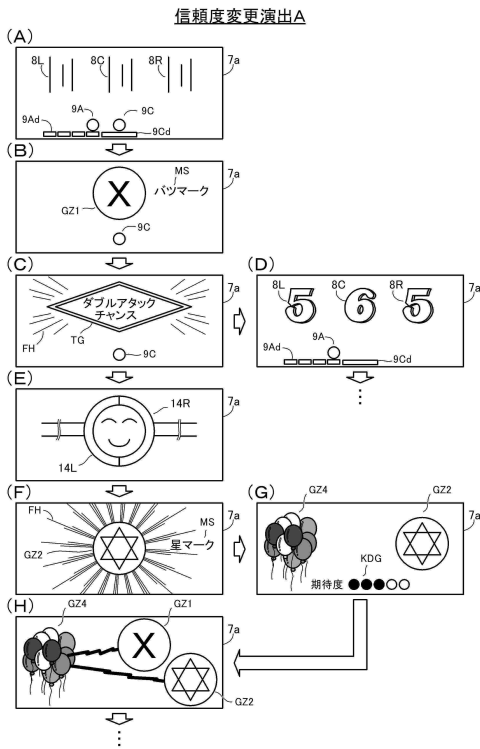 信頼度変更演出A
(A)
8L
8C
8R
7a
9A
9C
9Ad
9Cd
(B)
7a
MS
X
バツマーク
GZ1
9C
(C)
7a
ダブルアタック
チャンス
FH
TG
9C
(D)
8L
8C
8R
7a
5 6 5
9A
9Ad
9Cd
⋮
(E)
14R
7a
14L
(F)
FH
MS
7a
GZ2
星マーク
(G)
GZ4
GZ2
7a
KDG
期待度
(H)
GZ4
GZ1
7a
X
GZ2
⋮